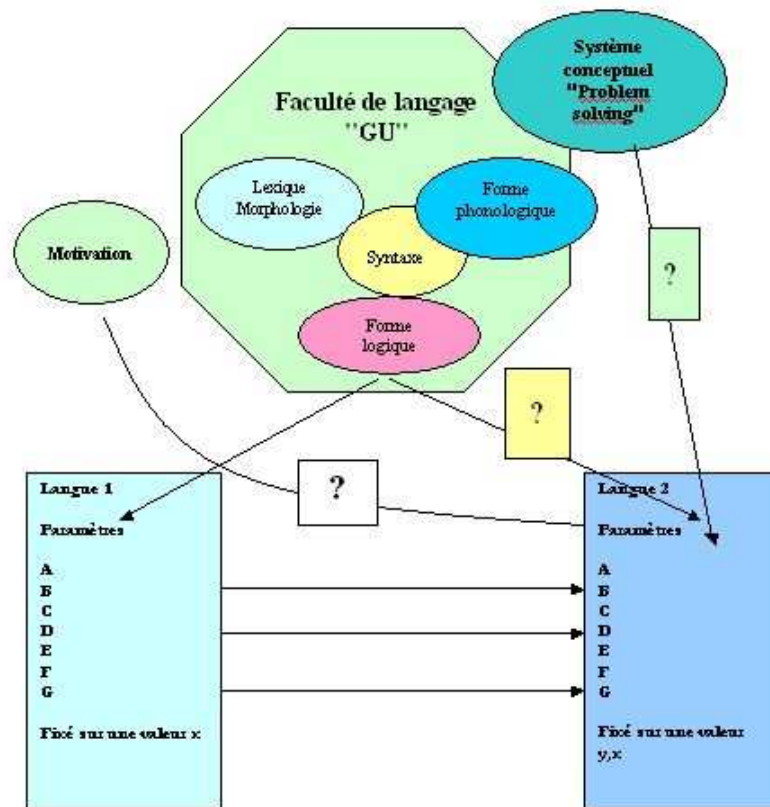 Système
conceptuel
"Problem
solving"
Faculté de langage
"GU"
Lexique
Morphologie
Forme
phonologique
Motivation
Syntaxe
?
Forme
logique
?
?
Langue 1
Paramètres
A
B
C
D
E
F
G
Fixé sur une valeur x
Langue 2
Paramètres
A
B
C
D
E
F
G
Fixé sur une valeur
y,x